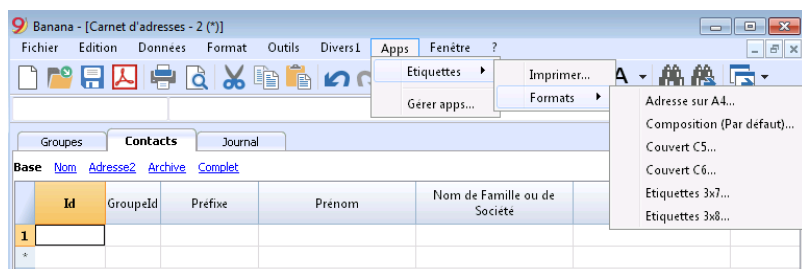 Banana - [Carnet d'adresses - 2 (*)]
Fichier Edition Données Format Outils Divers1 Apps Fenêtre ?
Etiquettes
Gérer apps...
Imprimer...
Formats
Adresse sur A4...
Composition (Par défaut)...
Couvert C5...
Couvert C6...
Etiquettes 3x7...
Etiquettes 3x8...
Groupes Contacts Journal
Base Nom Adresse2 Archive Complet
Id GroupeId Préfixe Prénom Nom de Famille ou de
Société
1
*